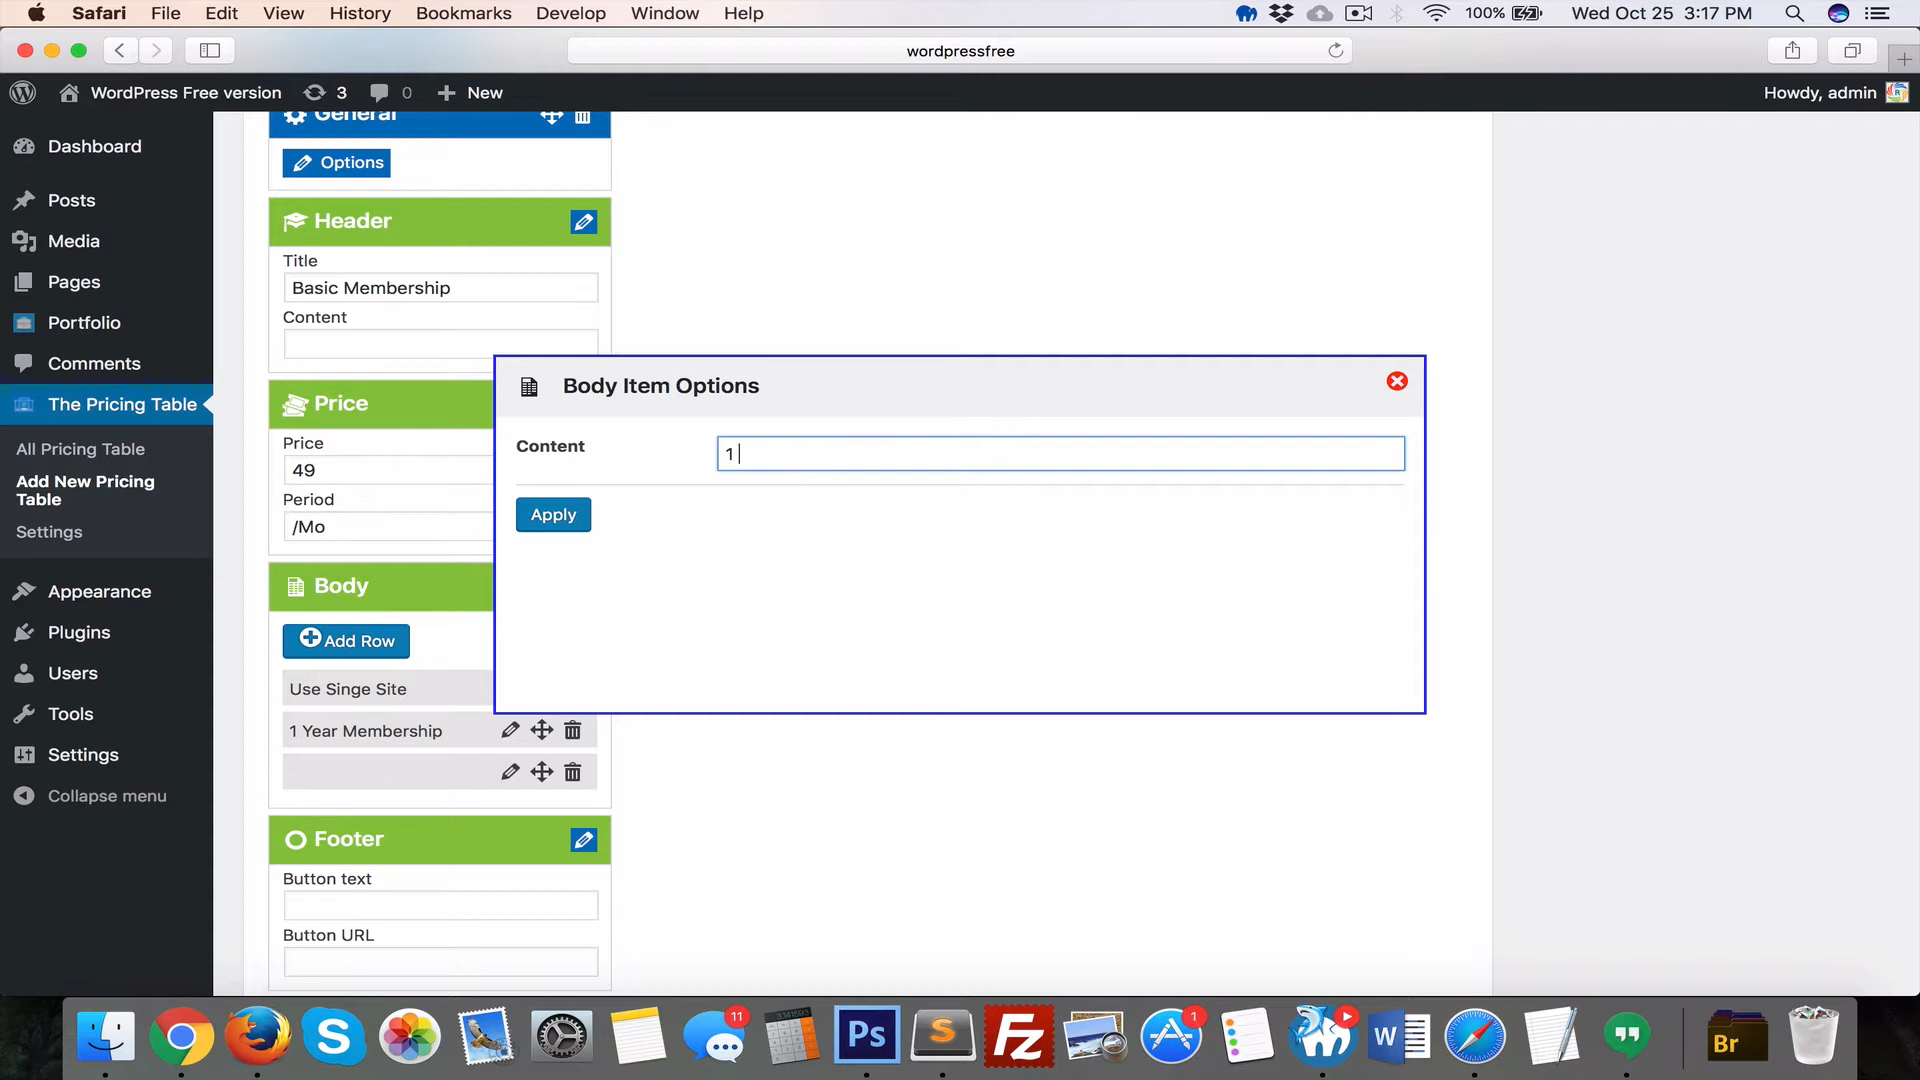 Safari File Edit View History Bookmarks Develop Window Help 100% Wed Oct 25 3:17 PM
wordpressfree
WordPress Free version 3 0 New Howdy, admin
Dashboard
Posts
Media
Pages
Portfolio
Comments
The Pricing Table
All Pricing Table
Add New Pricing
Table
Settings
Appearance
Plugins
Users
Tools
Settings
Collapse menu
General
Options
Header
Title
Basic Membership
Content
Price
Price
49
Period
/Mo
Body
Add Row
Use Singe Site
1 Year Membership
Footer
Button text
Button URL
Body Item Options
Content
1
Apply
11
3.141593
Ps
S
Fz
1
W
Br